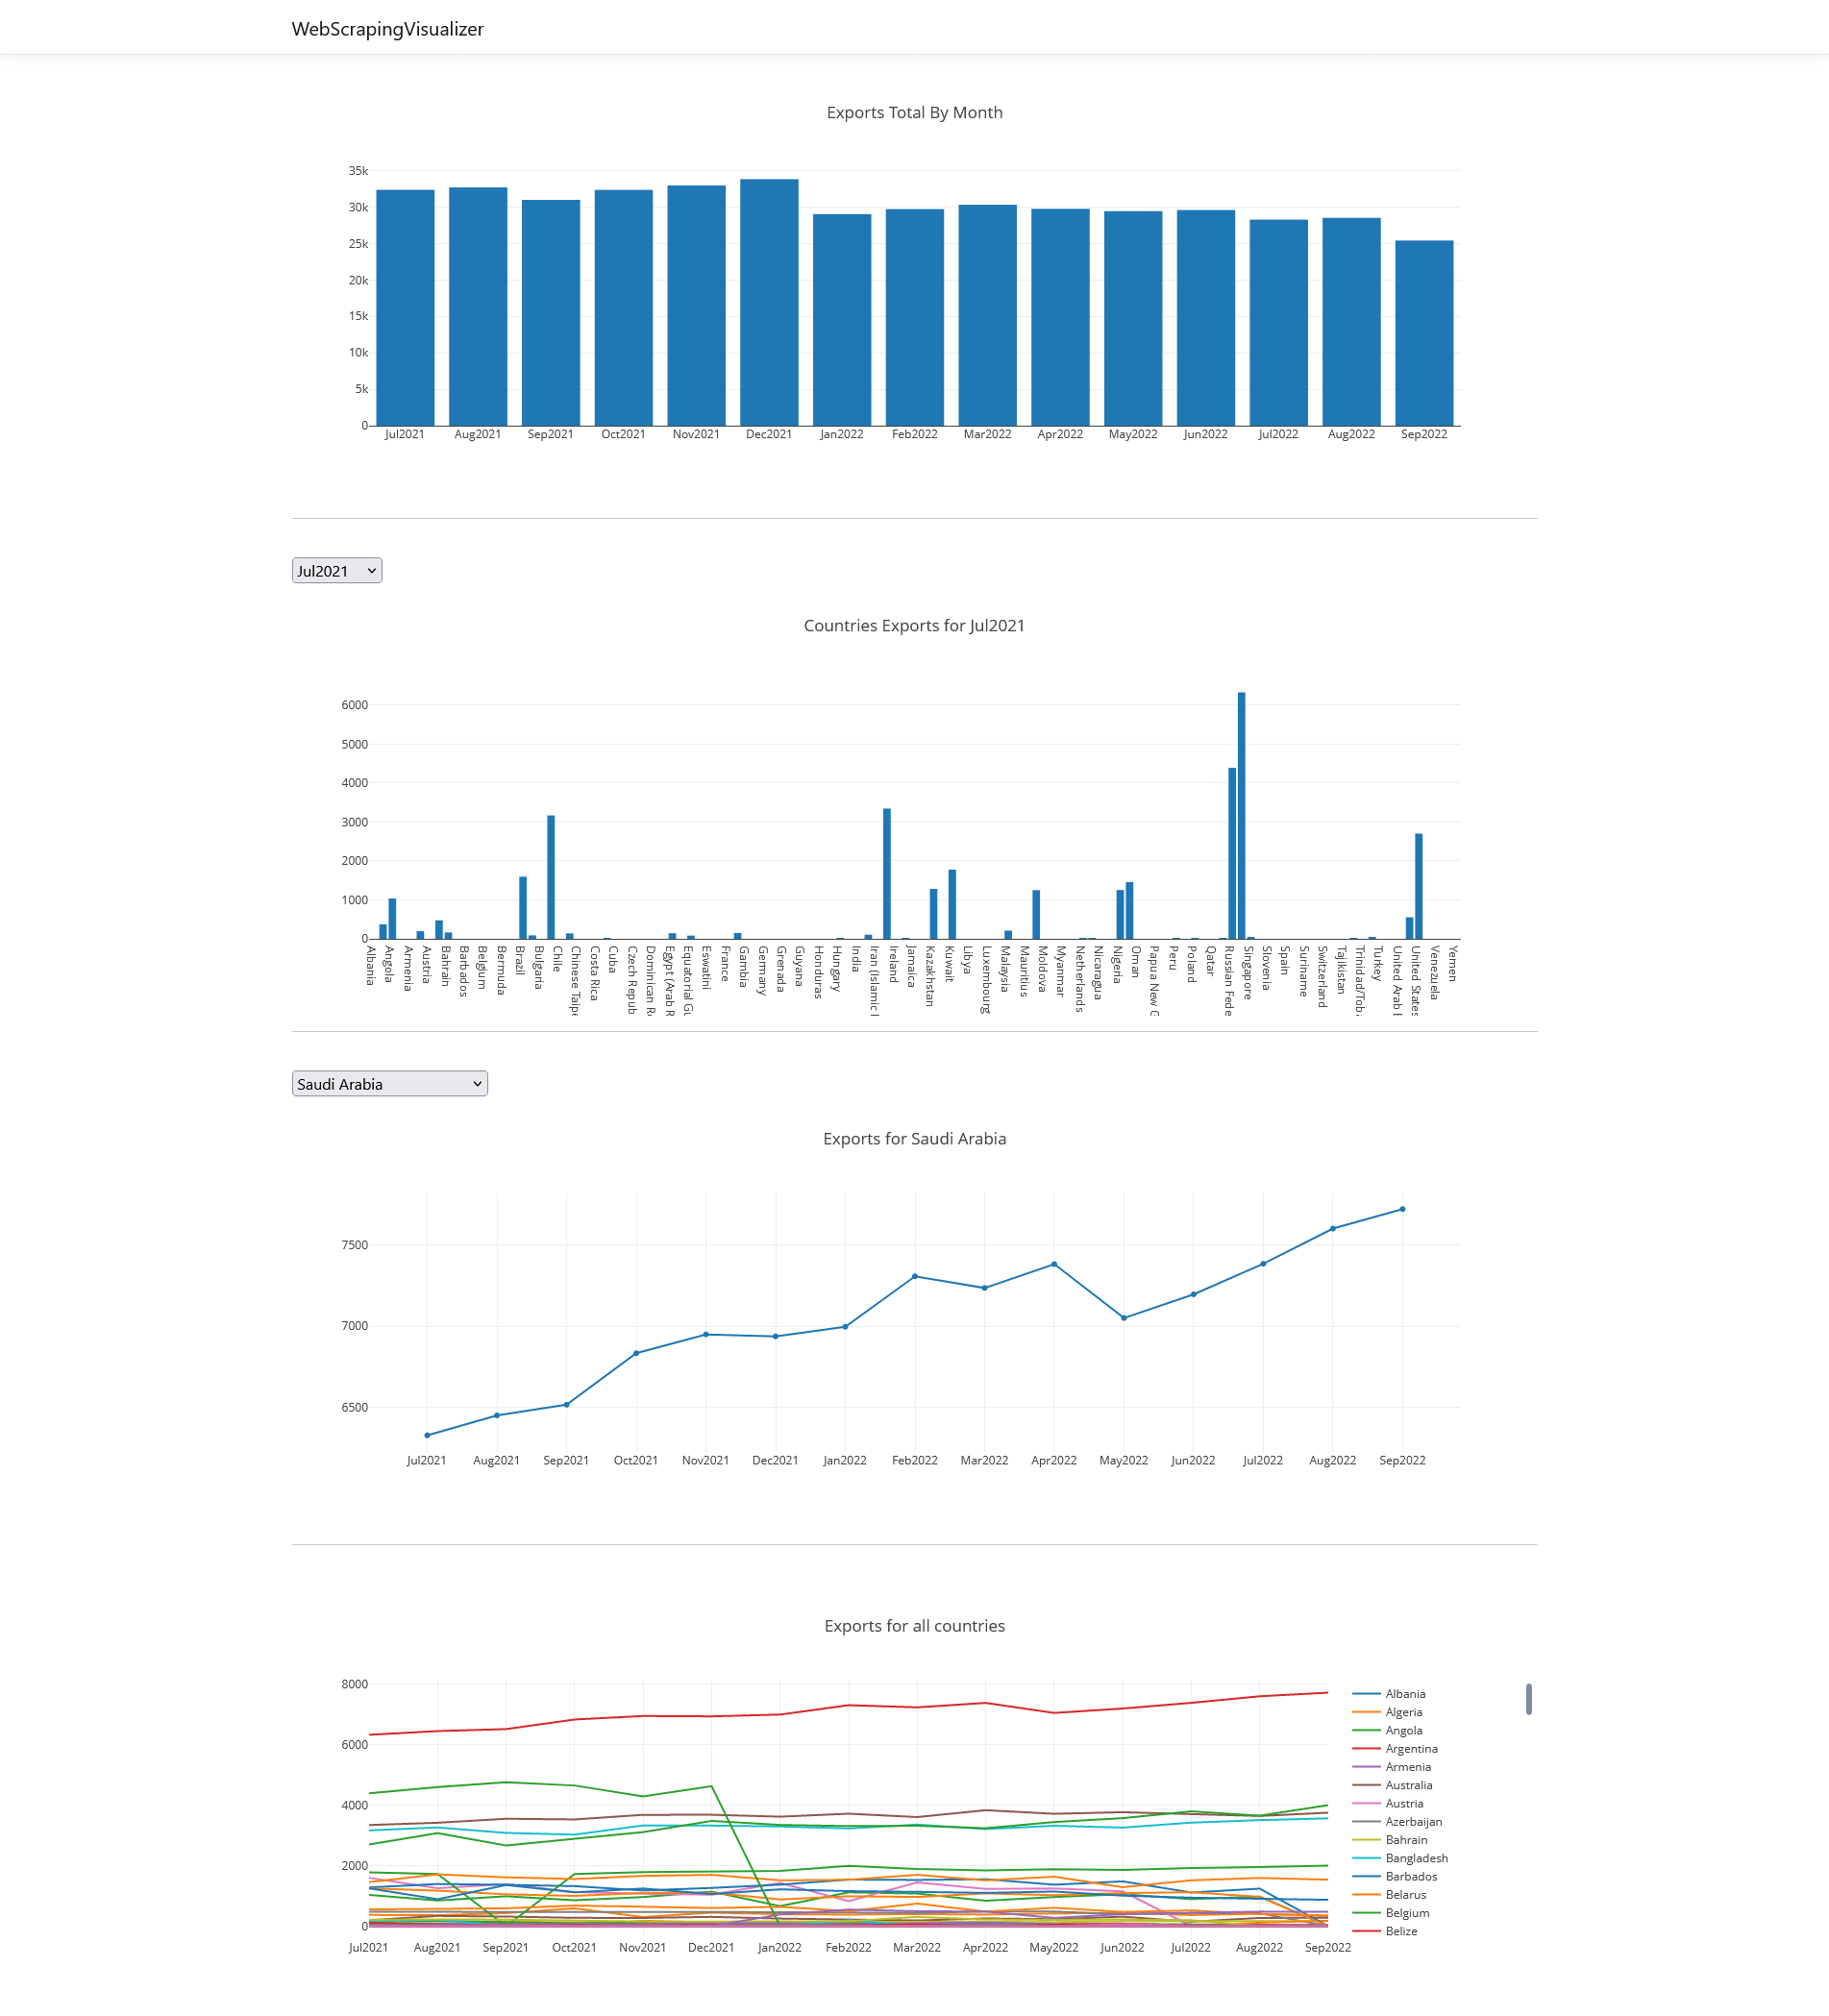 WebScrapingVisualizer
Exports Total By Month
35k
30k
25k
20k
15k
10k
5k
0
Jul2021 Aug2021 Sep2021 Oct2021 Nov2021 Dec2021 Jan2022 Feb2022 Mar2022 Apr2022 May2022 Jun2022 Jul2022 Aug2022 Sep2022
Jul2021
Countries Exports for Jul2021
6000
5000
4000
3000
2000
1000
0
Albania
Angola
Armenia
Austria
Bahrain
Barbados
Belgium
Bermuda
Brazil
Bulgaria
Chile
Chinese Taipe
Costa Rica
Cuba
Czech Repub
Dominican R
Egypt (Arab R
Equatorial Gu
Eswatini
France
Gambia
Germany
Grenada
Guyana
Honduras
Hungary
India
Iran (Islamic
Ireland
Jamaica
Kazakhstan
Kuwait
Libya
Luxembourg
Malaysia
Mauritius
Moldova
Myanmar
Netherlands
Nicaragua
Nigeria
Oman
Papua New G
Peru
Poland
Qatar
Russian Fede
Singapore
Slovenia
Spain
Suriname
Switzerland
Tajikistan
Trinidad/Toba
Turkey
United Arab E
United States
Venezuela
Yemen
Saudi Arabia
Exports for Saudi Arabia
7500
7000
6500
Jul2021 Aug2021 Sep2021 Oct2021 Nov2021 Dec2021 Jan2022 Feb2022 Mar2022 Apr2022 May2022 Jun2022 Jul2022 Aug2022 Sep2022
Exports for all countries
8000
6000
4000
2000
0
Jul2021 Aug2021 Sep2021 Oct2021 Nov2021 Dec2021 Jan2022 Feb2022 Mar2022 Apr2022 May2022 Jun2022 Jul2022 Aug2022 Sep2022
Albania
Algeria
Angola
Argentina
Armenia
Australia
Austria
Azerbaijan
Bahrain
Bangladesh
Barbados
Belarus
Belgium
Belize